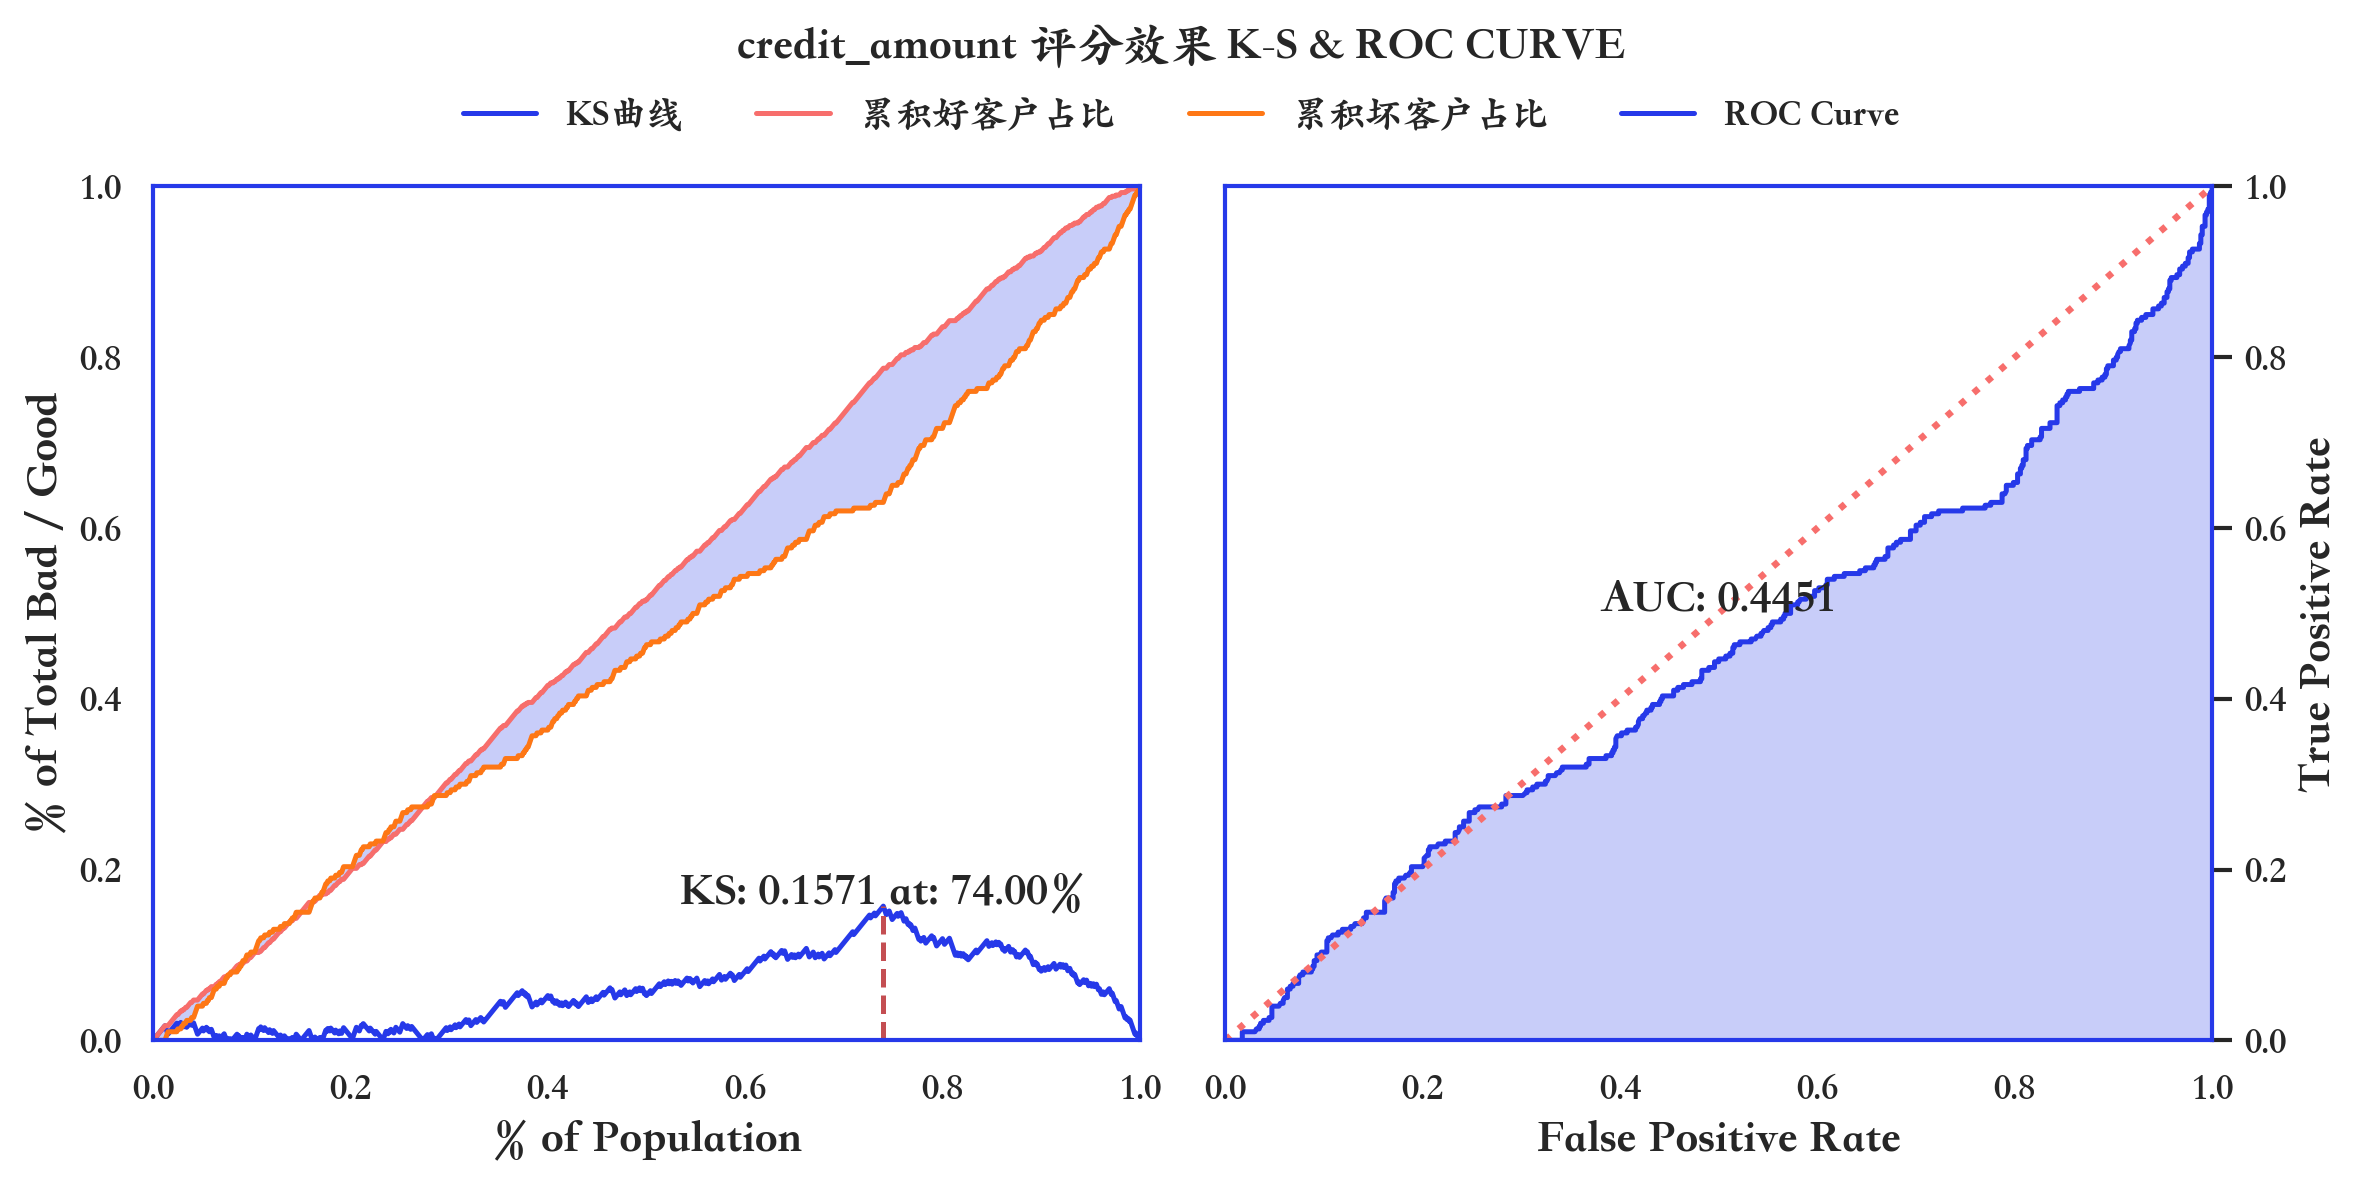 credit_amount 评分效果 K-S & ROC CURVE
KS曲线 累积好客户占比 累积坏客户占比 ROC Curve
% of Total Bad / Good
1.0
0.8
0.6
0.4
0.2
0.0
KS: 0.1571 at: 74.00%
0.0 0.2 0.4 0.6 0.8 1.0
% of Population
AUC: 0.4451
0.0 0.2 0.4 0.6 0.8 1.0
False Positive Rate
1.0
0.8
0.6
0.4
0.2
0.0
True Positive Rate